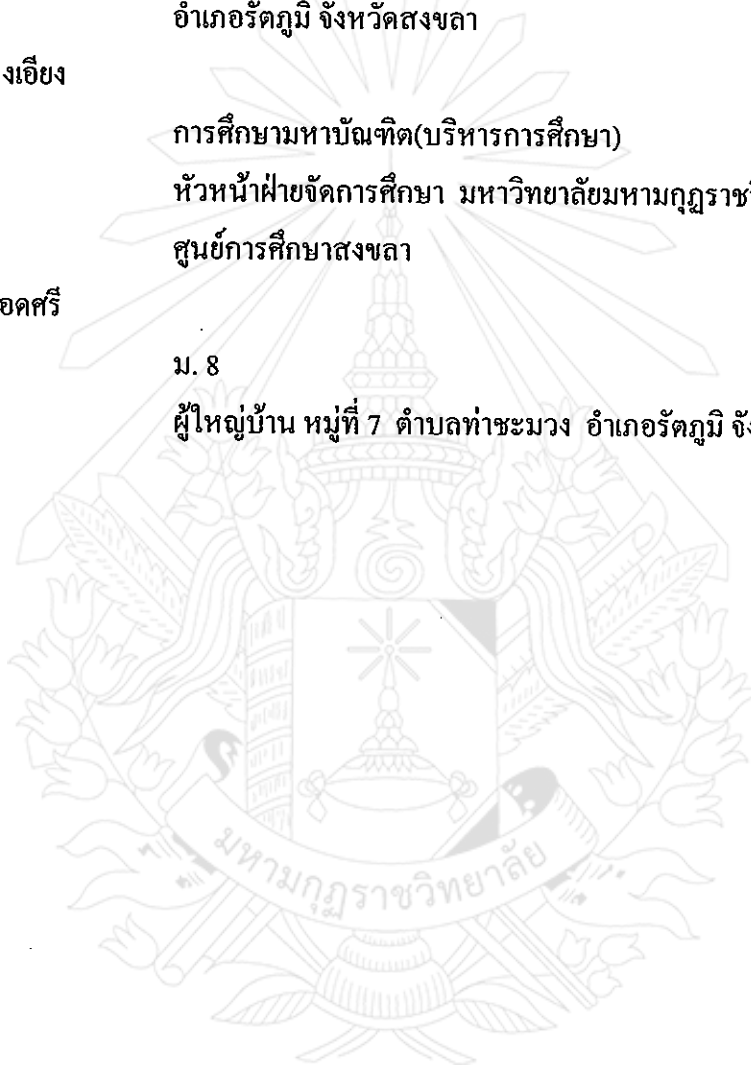 อำเภอรัตภูมิ จังหวัดสงขลา
งเอียง
การศึกษามหาบัณฑิต(บริหารการศึกษา)
หัวหน้าฝ่ายจัดการศึกษา มหาวิทยาลัยมหามกุฏราชวิ
ศูนย์การศึกษาสงขลา
อดศรี
ม. 8
ผู้ใหญ่บ้าน หมู่ที่ 7 ตำบลท่าชะมวง อำเภอรัตภูมิ จัง
มหามกุฏราชวิทยาลัย